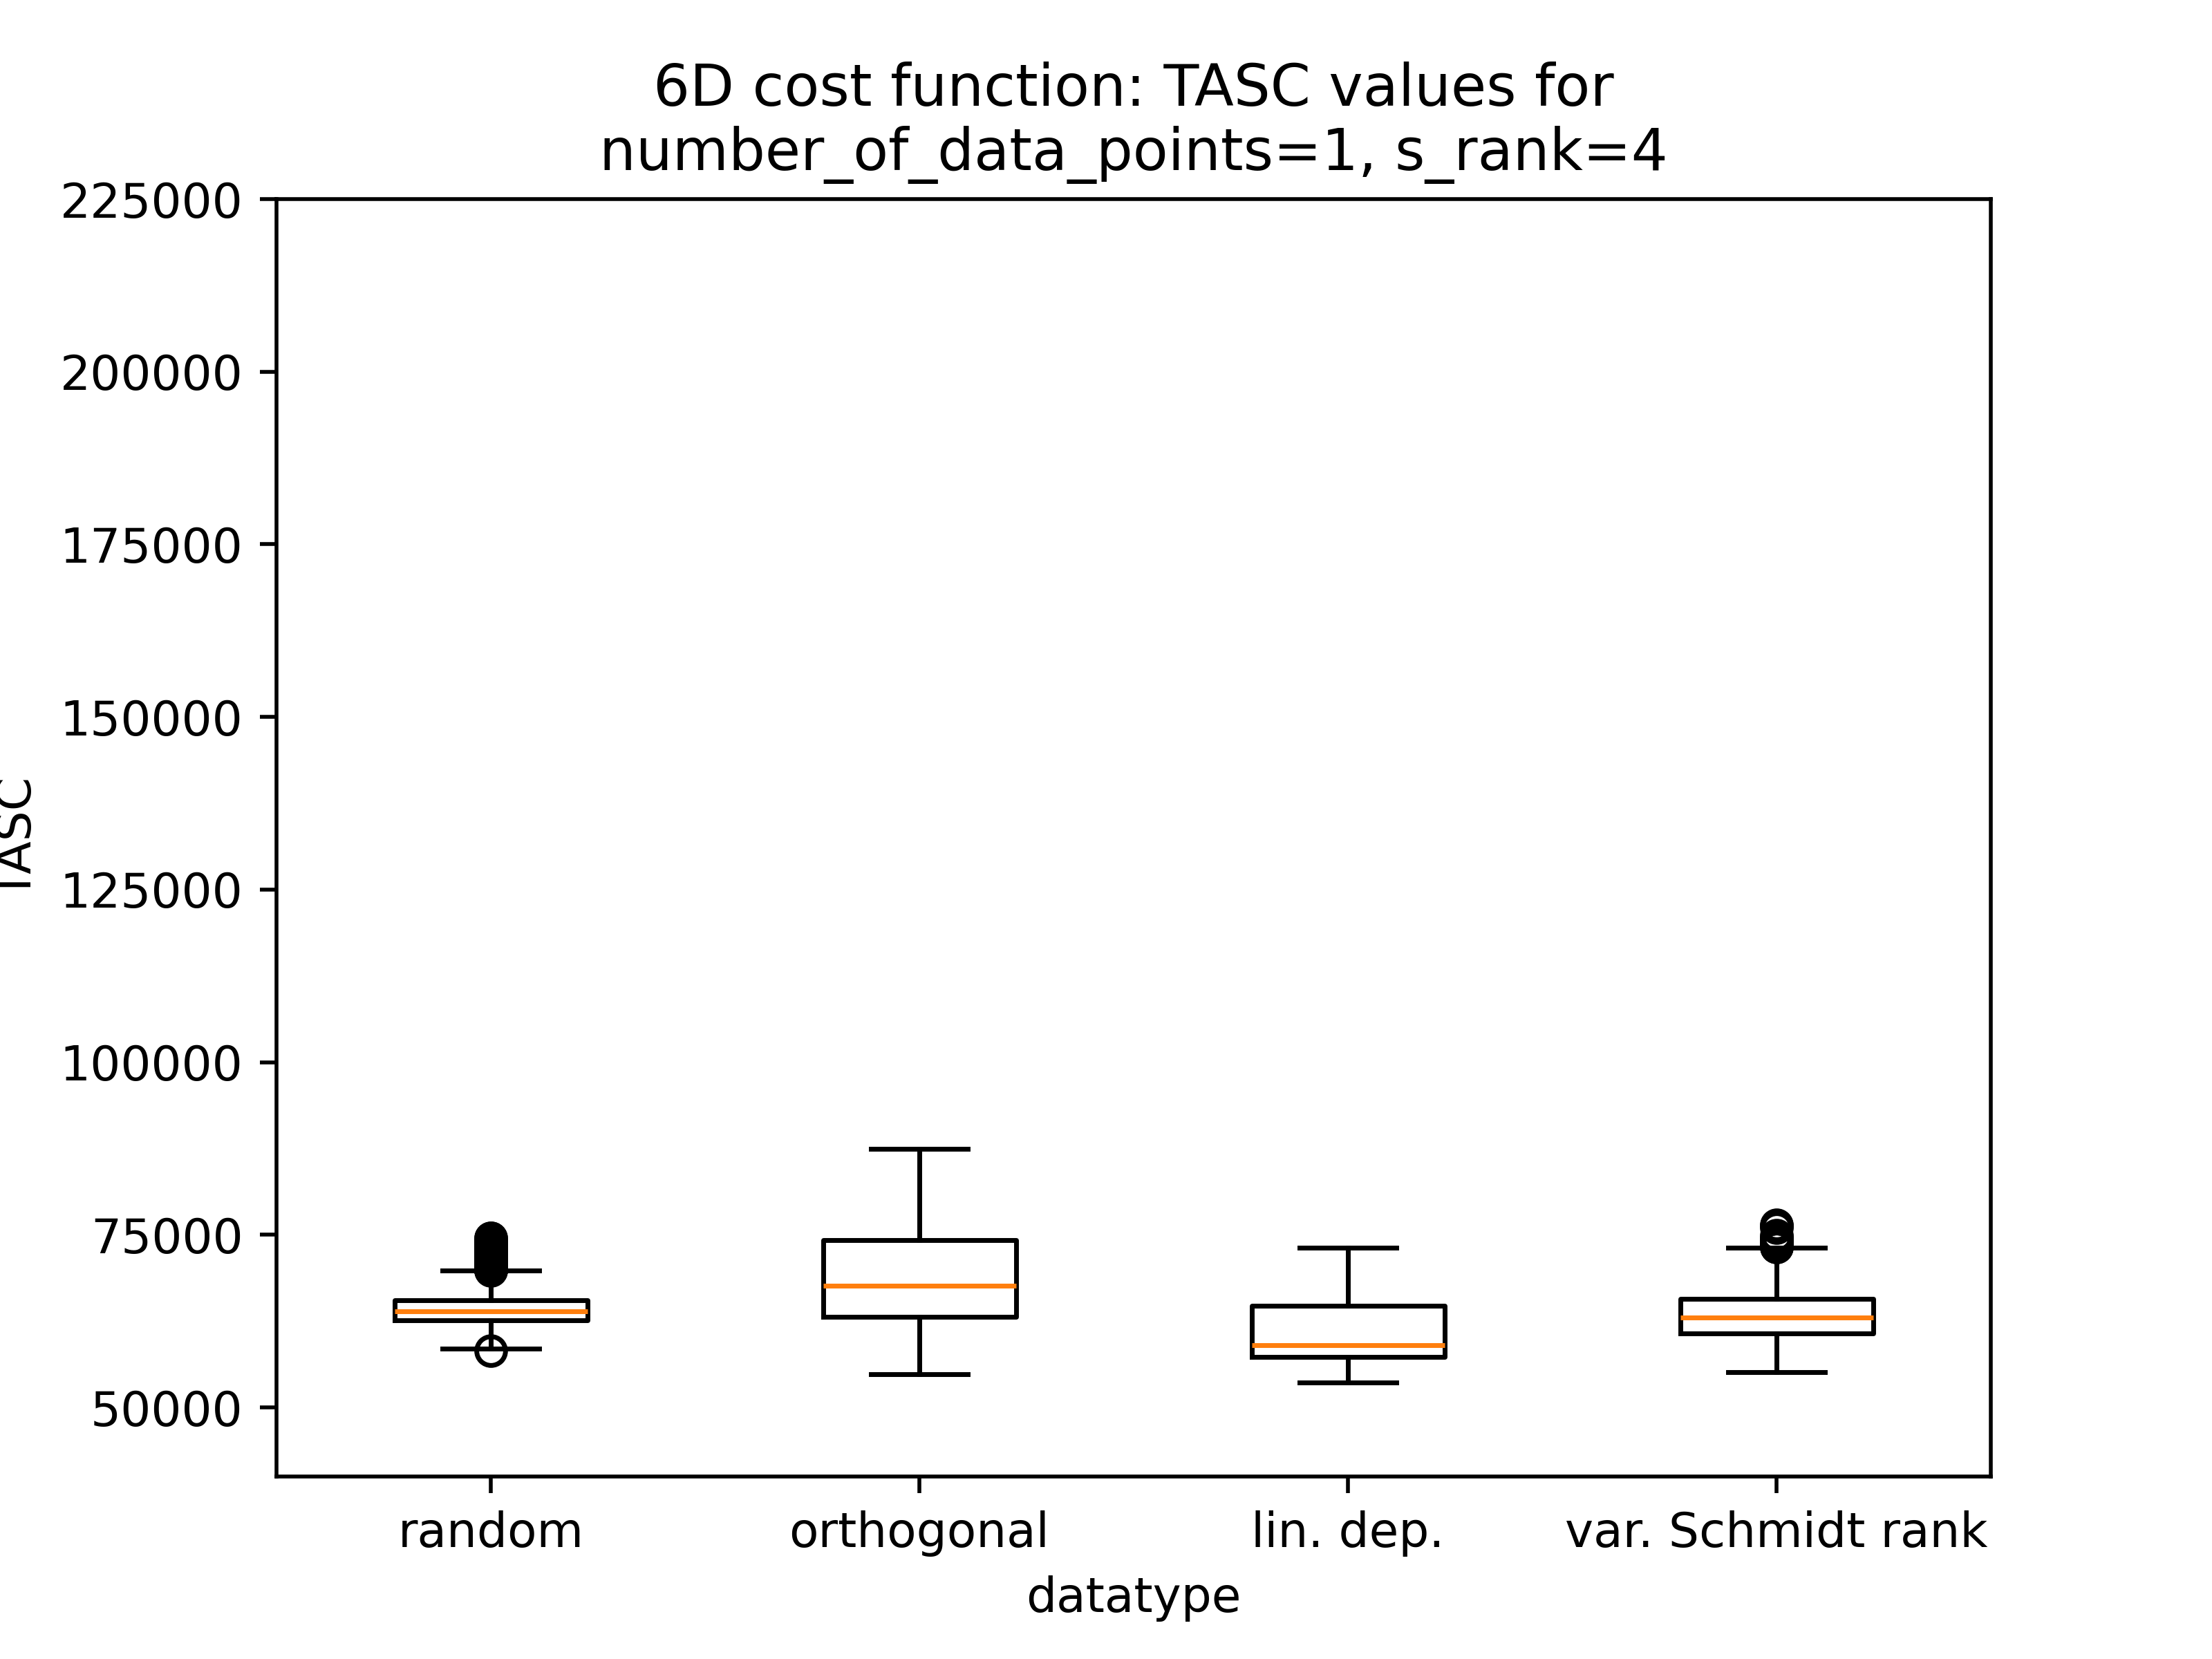 6D cost function: TASC values for
number_of_data_points=1, s_rank=4
225000
200000
175000
150000
125000
100000
75000
50000
TASC
random
orthogonal
lin. dep.
var. Schmidt rank
datatype